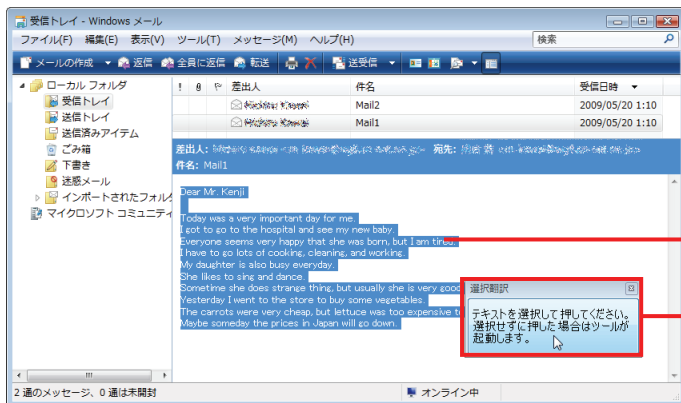 受信トレイ - Windows メール
ファイル(F) 編集(E) 表示(V) ツール(T) メッセージ(M) ヘルプ(H) 検索
メールの作成 返信 全員に返信 転送 送受信
ローカル フォルダ
受信トレイ
送信トレイ
送信済みアイテム
ごみ箱
下書き
迷惑メール
インポートされたフォルダ
マイクロソフト コミュニティ
! 差出人 件名 受信日時
Mail2 2009/05/20 1:10
Mail1 2009/05/20 1:10
差出人: 宛先:
件名: Mail1
Dear Mr. Kenji
Today was a very important day for me.
I got to go to the hospital and see my new baby.
Everyone seems very happy that she was born, but I am tired.
I have to go lots of cooking, cleaning, and working.
My daughter is also busy everyday.
She likes to sing and dance.
Sometime she does strange thing, but usually she is very good
Yesterday I went to the store to buy some vegetables.
The carrots were very cheap, but lettuce was too expensive
Maybe someday the prices in Japan will go down.
選択翻訳
テキストを選択して押してください。
選択せずに押した場合はツールが
起動します。
2 通のメッセージ、0 通は未開封 オンライン中